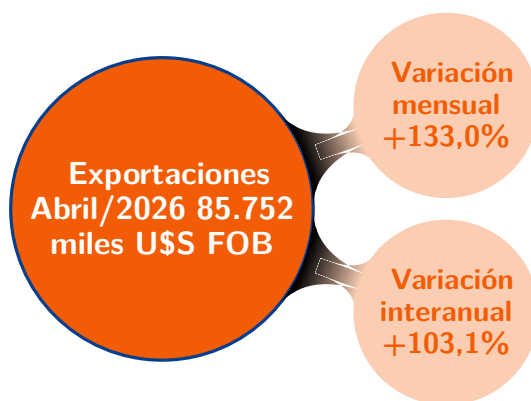 Exportaciones
Abril/2026 85.752
miles U$S FOB
Variación
mensual
+133,0%
Variación
interanual
+103,1%